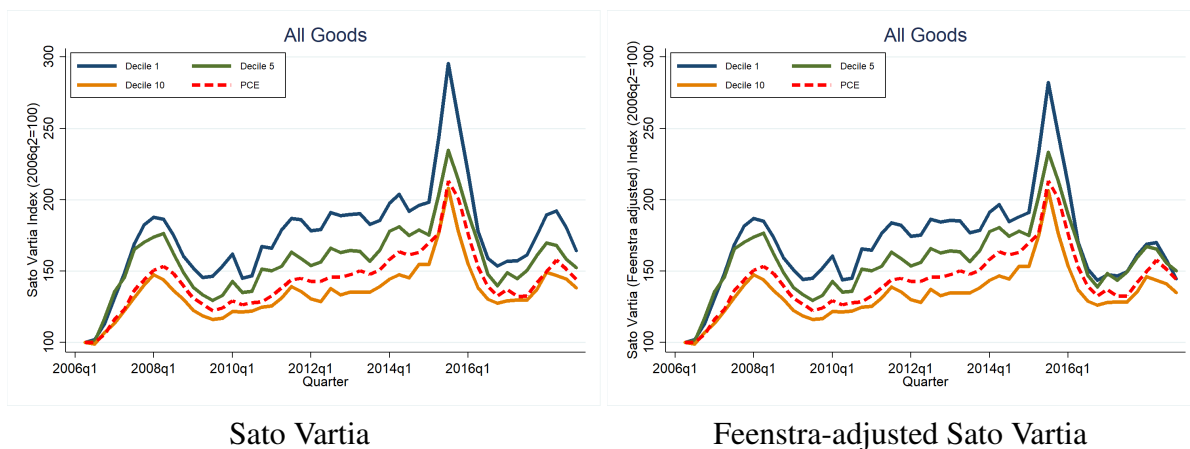 All Goods
Sato Vartia Index (2006q2=100)
300
250
200
150
100
Decile 1
Decile 5
Decile 10
PCE
2006q1
2008q1
2010q1
2012q1
2014q1
2016q1
Quarter
Sato Vartia
All Goods
Sato Vartia (Feenstra adjusted) Index (2006q2=100)
300
250
200
150
100
Decile 1
Decile 5
Decile 10
PCE
2006q1
2008q1
2010q1
2012q1
2014q1
2016q1
Quarter
Feenstra-adjusted Sato Vartia